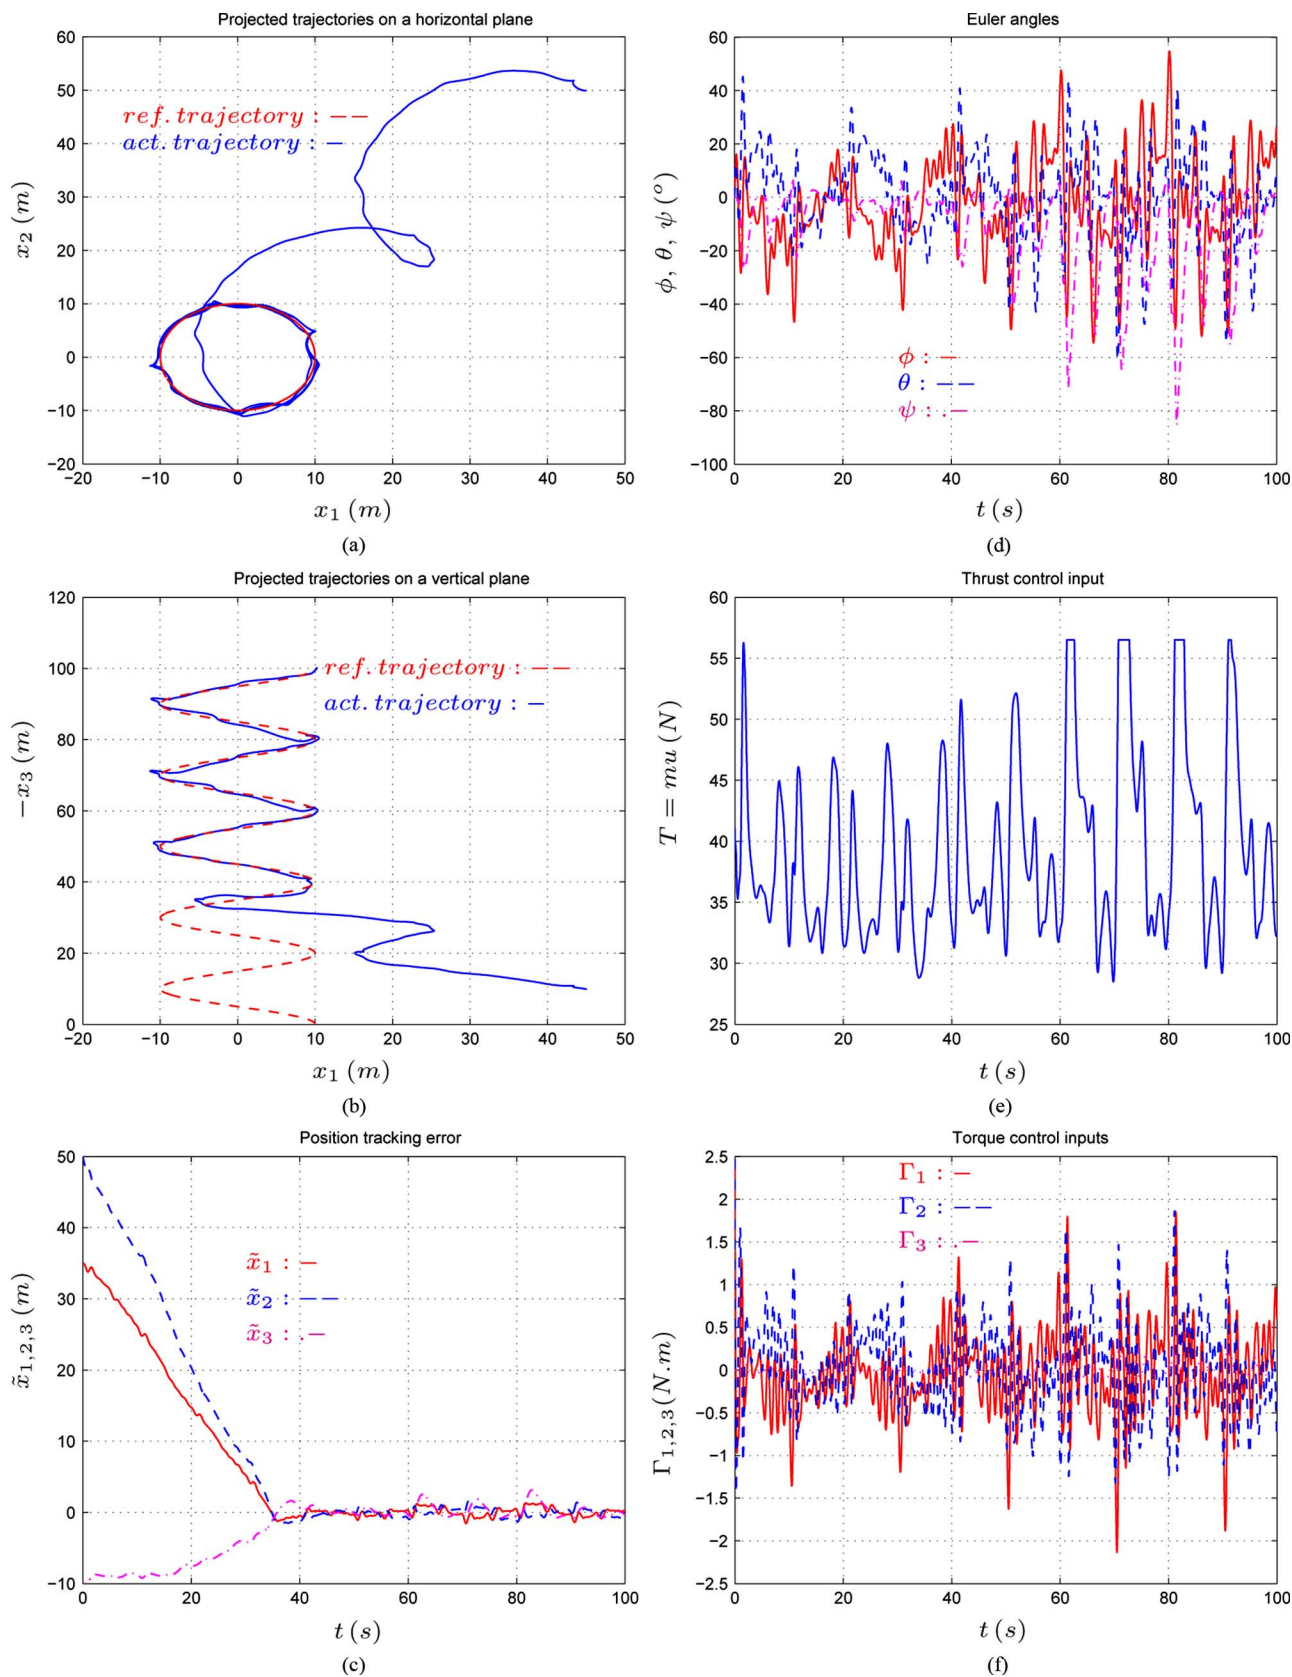 Projected trajectories on a horizontal plane
60
50
40
30
20
10
0
−10
−20
x₂ (m)
ref. trajectory : −−
act. trajectory : −
−20 −10 0 10 20 30 40 50
x₁ (m)
(a)
Euler angles
60
40
20
0
−20
−40
−60
−80
−100
ϕ, θ, ψ (°)
ϕ : −
θ : −−
ψ : .−
0 20 40 60 80 100
t (s)
(d)
Projected trajectories on a vertical plane
120
100
80
60
40
20
0
−x₃ (m)
ref. trajectory : −−
act. trajectory : −
−20 −10 0 10 20 30 40 50
x₁ (m)
(b)
Thrust control input
60
55
50
45
40
35
30
25
T = mu (N)
0 20 40 60 80 100
t (s)
(e)
Position tracking error
50
40
30
20
10
0
−10
x̃₁,₂,₃ (m)
x̃₁ : −
x̃₂ : −−
x̃₃ : .−
0 20 40 60 80 100
t (s)
(c)
Torque control inputs
2.5
2
1.5
1
0.5
0
−0.5
−1
−1.5
−2
−2.5
Γ₁,₂,₃ (N.m)
Γ₁ : −
Γ₂ : −−
Γ₃ : .−
0 20 40 60 80 100
t (s)
(f)